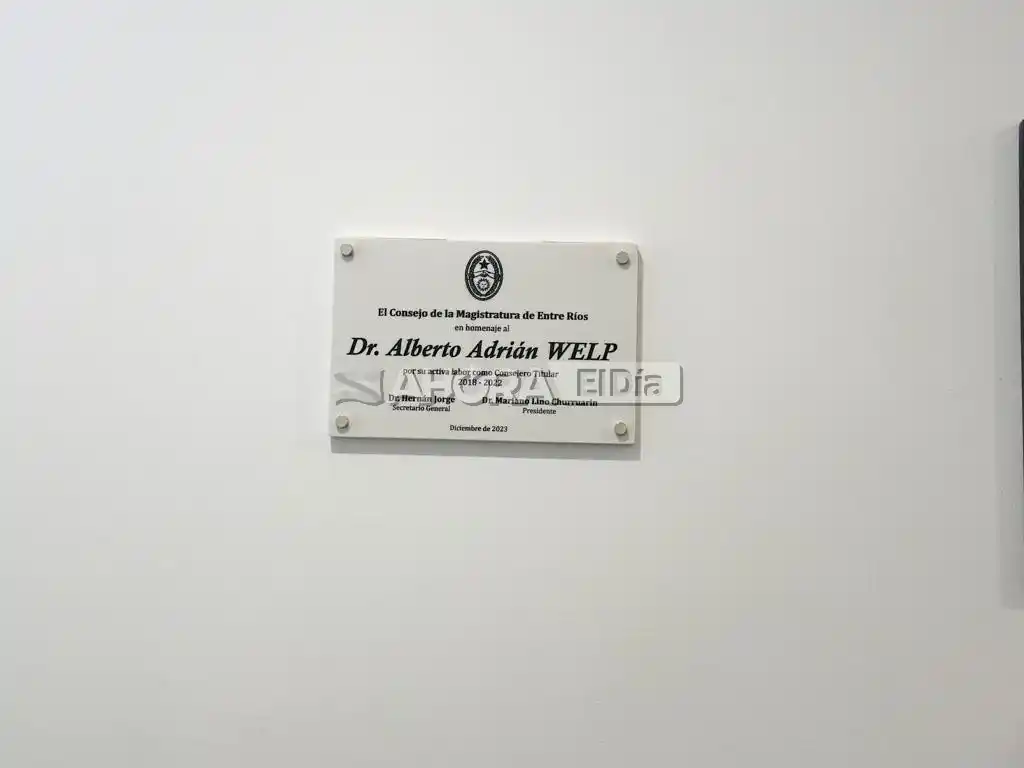 El Consejo de la Magistratura de Entre Ríos
en homenaje al
Dr. Alberto Adrián WELP
por su activa labor como Consejero Titular
2018 - 2022
AHORA ElDía
Dr. Hernán Jorge Dr. Mariano Lino Churruarin
Secretario General Presidente
Diciembre de 2023